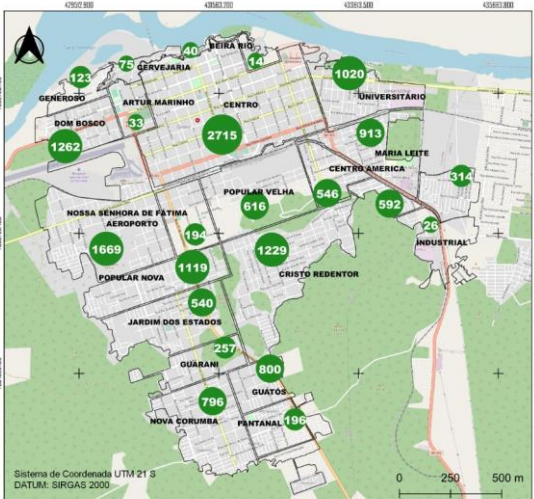 BEIRA RIO
40
14
75
CERVEJARIA
123
GENEROSO
1020
UNIVERSITÁRIO
ARTUR MARINHO
CENTRO
DOM BOSCO
33
1262
2715
913
MARIA LEITE
CENTRO AMERICA
314
POPULAR VELHA
546
616
592
NOSSA SENHORA DE FÁTIMA
AEROPORTO
194
26
INDUSTRIAL
1669
1229
1119
POPULAR NOVA
CRISTO REDENTOR
540
JARDIM DOS ESTADOS
257
GUARANI
800
GUATÓS
796
NOVA CORUMBA
PANTANAL
196
Sistema de Coordenada UTM 21 S
DATUM: SIRGAS 2000
0 250 500 m